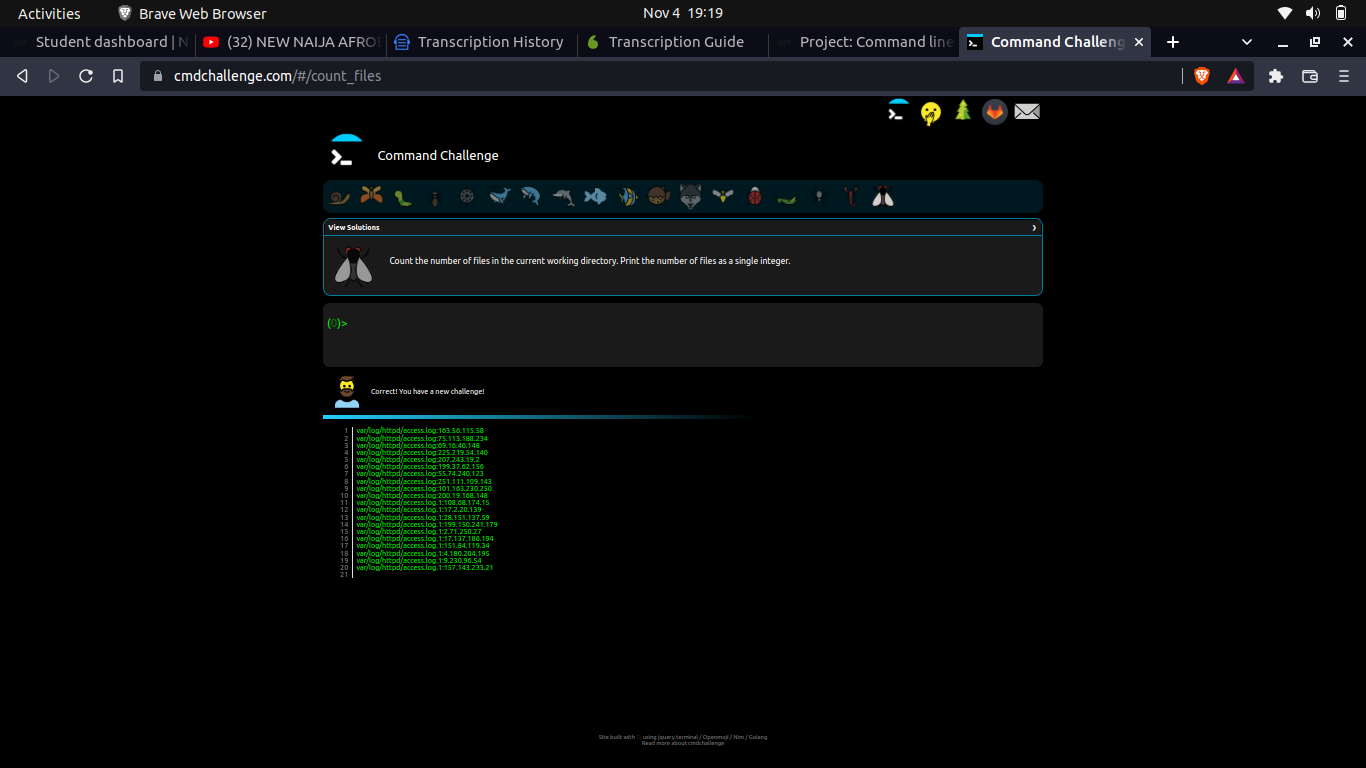 Activities
Brave Web Browser
Nov 4 19:19
Student dashboard | N
(32) NEW NAIJA AFRO
Transcription History
Transcription Guide
Project: Command line
Command Challeng
cmdchallenge.com/#/count_files
Command Challenge
View Solutions
Count the number of files in the current working directory. Print the number of files as a single integer.
(0)>
Correct! You have a new challenge!
1 var/log/httpd/access.log:163.56.115.58
2 var/log/httpd/access.log:75.113.188.234
3 var/log/httpd/access.log:69.16.40.148
4 var/log/httpd/access.log:225.219.54.140
5 var/log/httpd/access.log:207.243.19.2
6 var/log/httpd/access.log:199.37.62.156
7 var/log/httpd/access.log:55.74.240.123
8 var/log/httpd/access.log:251.111.109.143
9 var/log/httpd/access.log:101.163.230.250
10 var/log/httpd/access.log:200.19.168.148
11 var/log/httpd/access.log.1:108.68.174.15
12 var/log/httpd/access.log.1:17.2.20.139
13 var/log/httpd/access.log.1:28.151.137.59
14 var/log/httpd/access.log.1:199.150.241.179
15 var/log/httpd/access.log.1:2.71.250.27
16 var/log/httpd/access.log.1:17.137.186.194
17 var/log/httpd/access.log.1:151.84.119.34
18 var/log/httpd/access.log.1:4.180.204.195
19 var/log/httpd/access.log.1:9.230.96.54
20 var/log/httpd/access.log.1:157.143.233.21
21
Site built with ♡ using jquery.terminal / Openmoji / Nim / Golang
Read more about cmdchallenge